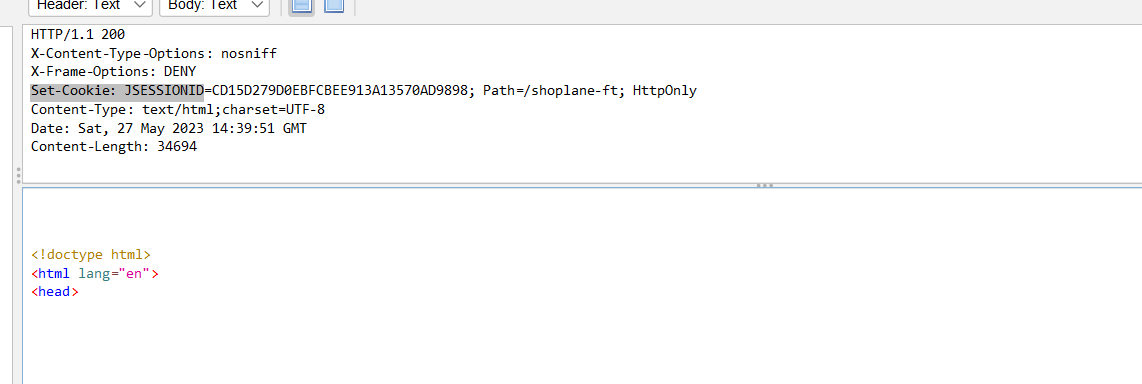 Header: Text Body: Text
HTTP/1.1 200
X-Content-Type-Options: nosniff
X-Frame-Options: DENY
Set-Cookie: JSESSIONID=CD15D279D0EBFCBEE913A13570AD9898; Path=/shoplane-ft; HttpOnly
Content-Type: text/html;charset=UTF-8
Date: Sat, 27 May 2023 14:39:51 GMT
Content-Length: 34694
<!doctype html>
<html lang="en">
<head>